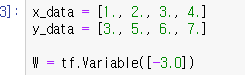 3]: x_data = [1., 2., 3., 4.]
y_data = [3., 5., 6., 7.]
W = tf.Variable([-3.0])